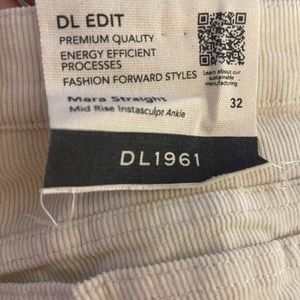 DL EDIT
PREMIUM QUALITY
ENERGY EFFICIENT
PROCESSES
FASHION FORWARD STYLES
Learn about our
sustainable
manufacturing
Mara Straight
Mid Rise Instasculpt Ankle
32
DL1961